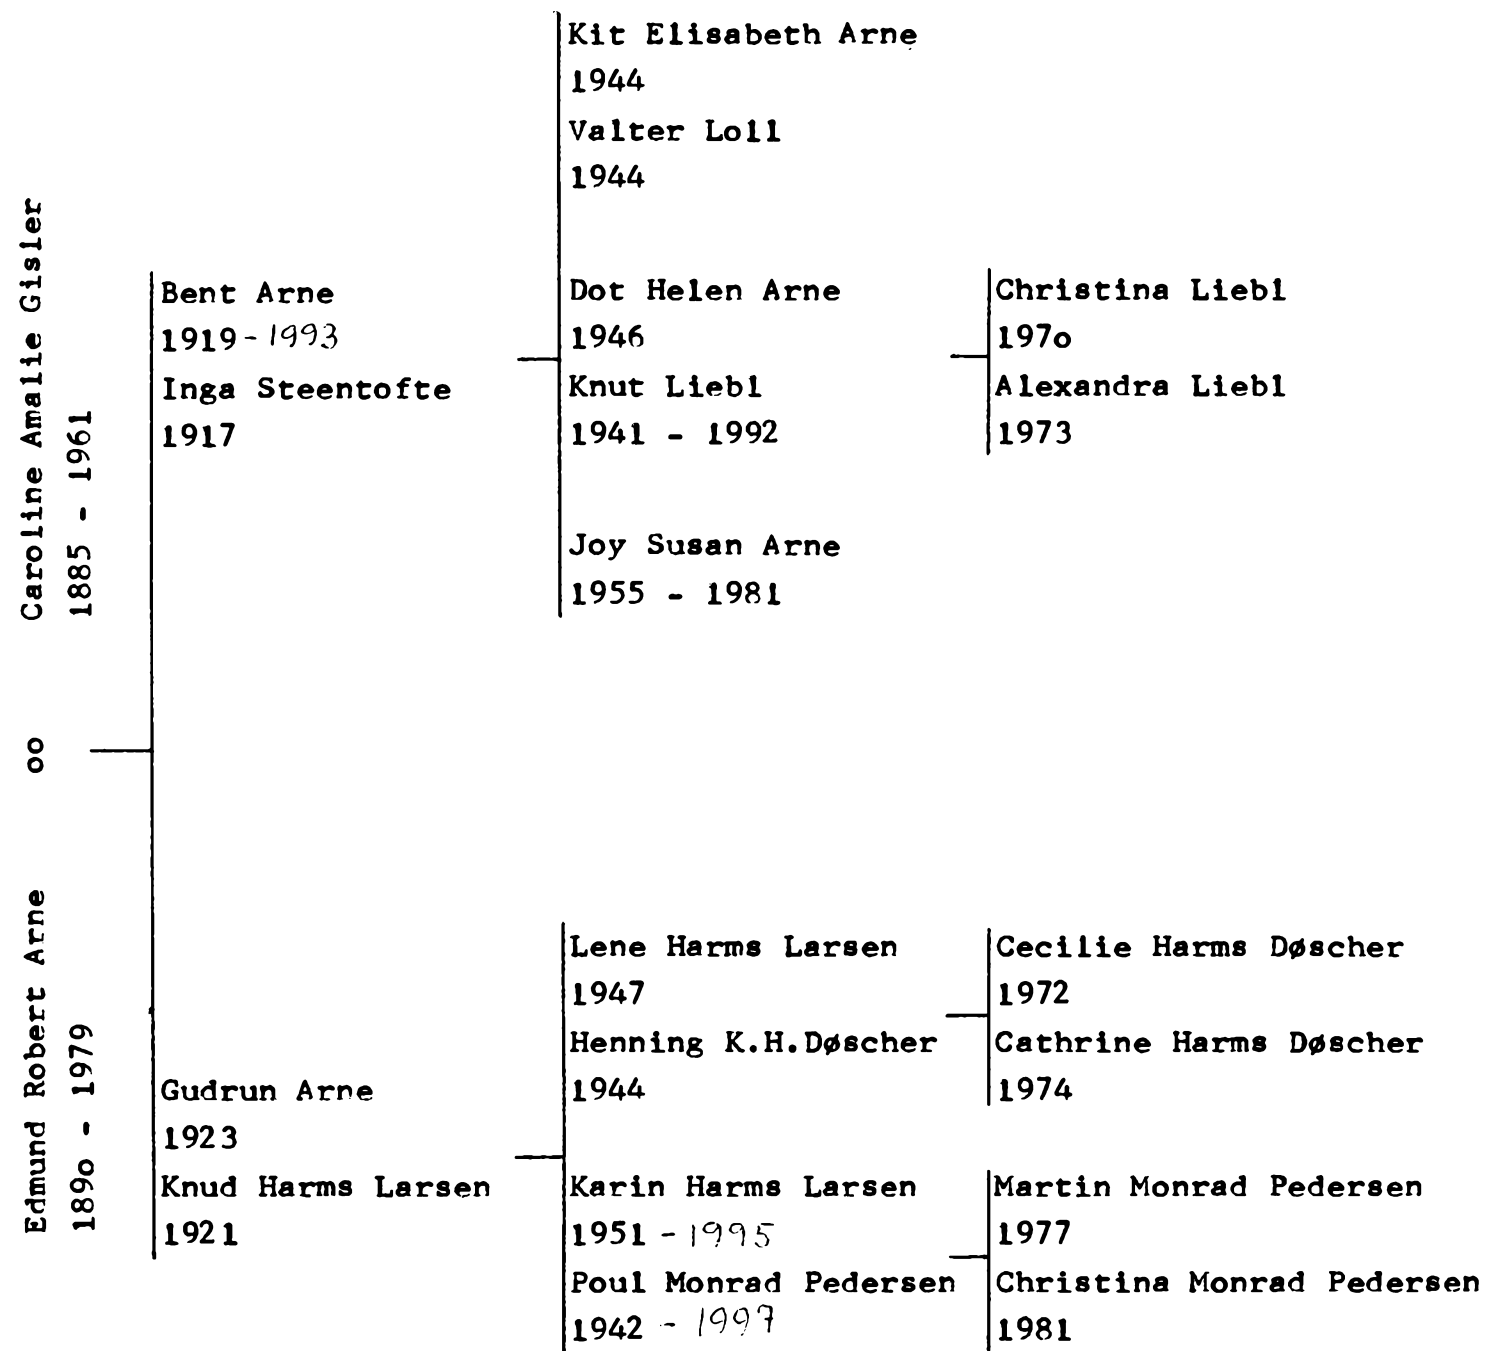 Caroline Amalie Gisler
1885 - 1961
oo
Edmund Robert Arne
189o - 1979
Bent Arne
1919 - 1993
Inga Steentofte
1917
Kit Elisabeth Arne
1944
Valter Loll
1944
Dot Helen Arne
1946
Knut Liebl
1941 - 1992
Christina Liebl
197o
Alexandra Liebl
1973
Joy Susan Arne
1955 - 1981
Gudrun Arne
1923
Knud Harms Larsen
1921
Lene Harms Larsen
1947
Henning K.H.Døscher
1944
Cecilie Harms Døscher
1972
Cathrine Harms Døscher
1974
Karin Harms Larsen
1951 - 1995
Poul Monrad Pedersen
1942 - 1997
Martin Monrad Pedersen
1977
Christina Monrad Pedersen
1981